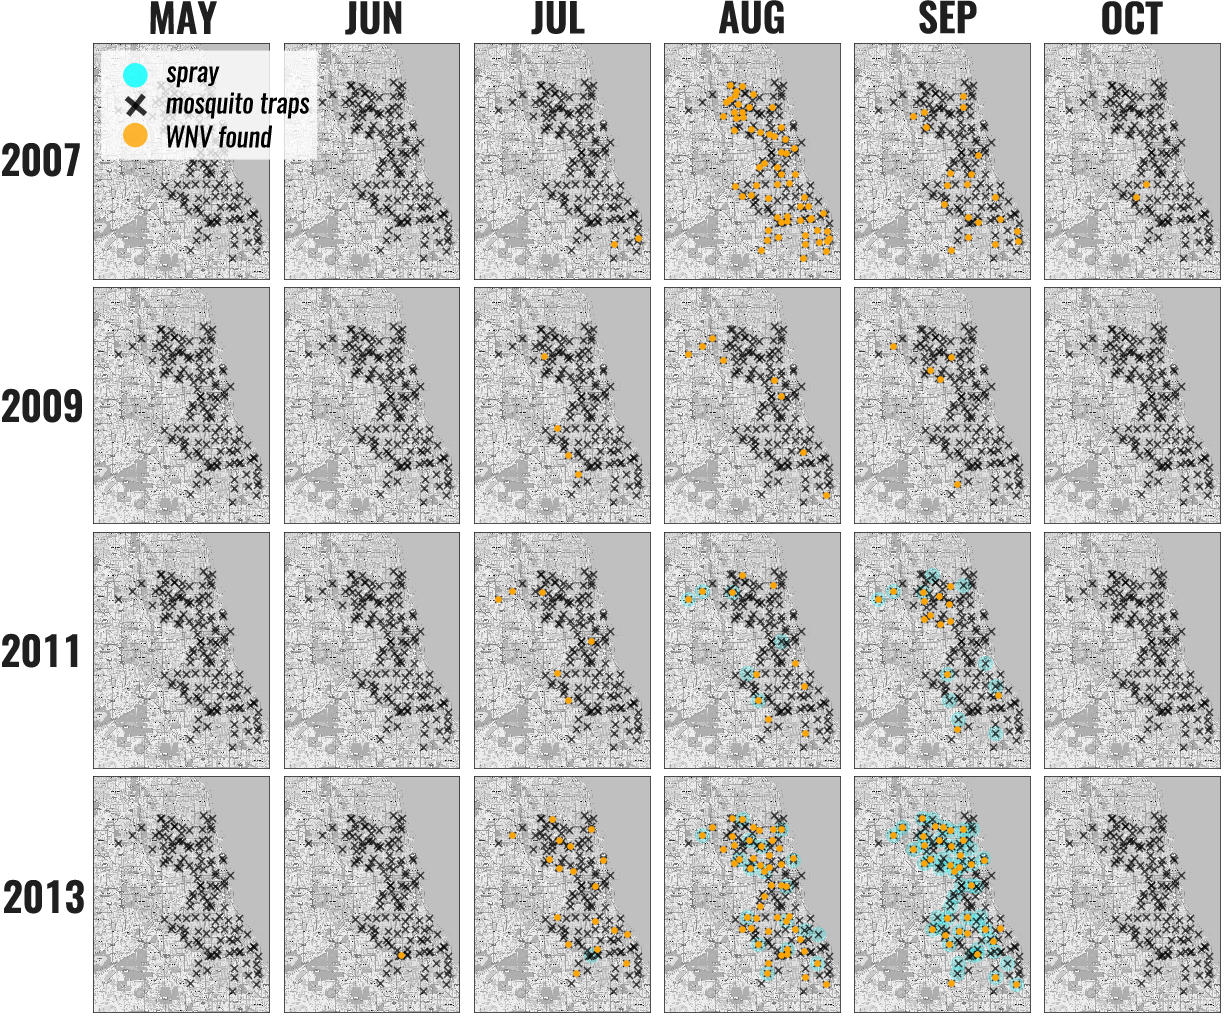 MAY JUN JUL AUG SEP OCT
spray
mosquito traps
WNV found
2007
2009
2011
2013